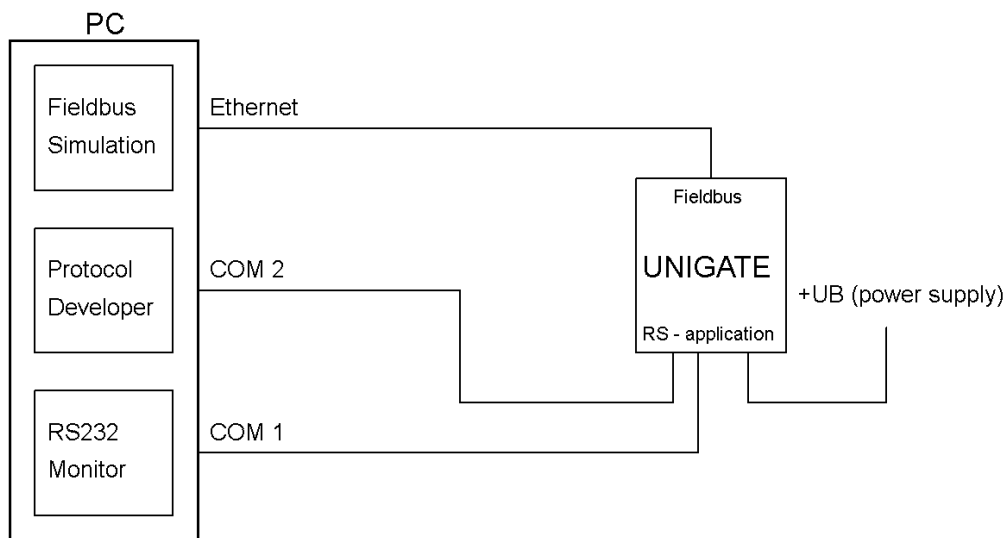 PC
Fieldbus
Simulation
Ethernet
Fieldbus
UNIGATE
RS - application
Protocol
Developer
COM 2
+UB (power supply)
RS232
Monitor
COM 1